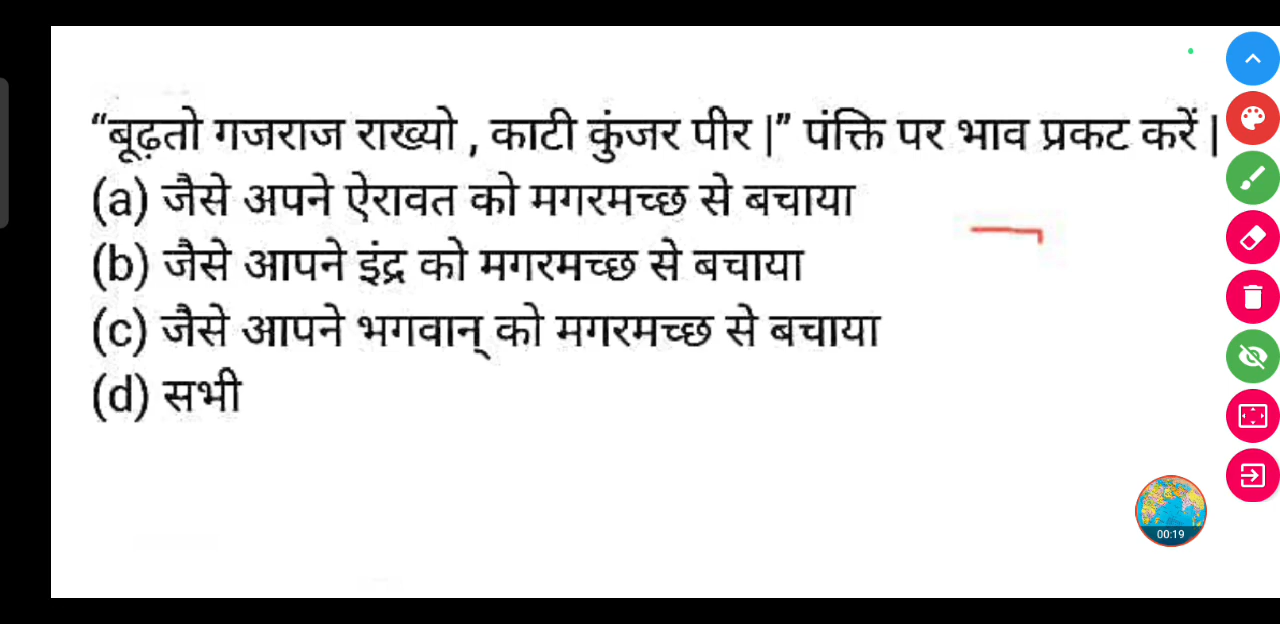 “बूढ़तो गजराज राख्यो , काटी कुंजर पीर |” पंक्ति पर भाव प्रकट करें |
(a) जैसे अपने ऐरावत को मगरमच्छ से बचाया
(b) जैसे आपने इंद्र को मगरमच्छ से बचाया
(c) जैसे आपने भगवान् को मगरमच्छ से बचाया
(d) सभी
00:19